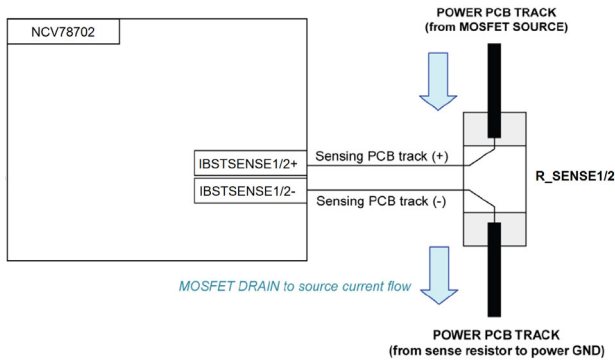 POWER PCB TRACK
(from MOSFET SOURCE)
NCV78702
IBSTSENSE1/2+
Sensing PCB track (+)
R_SENSE1/2
IBSTSENSE1/2-
Sensing PCB track (-)
MOSFET DRAIN to source current flow
POWER PCB TRACK
(from sense resistor to power GND)